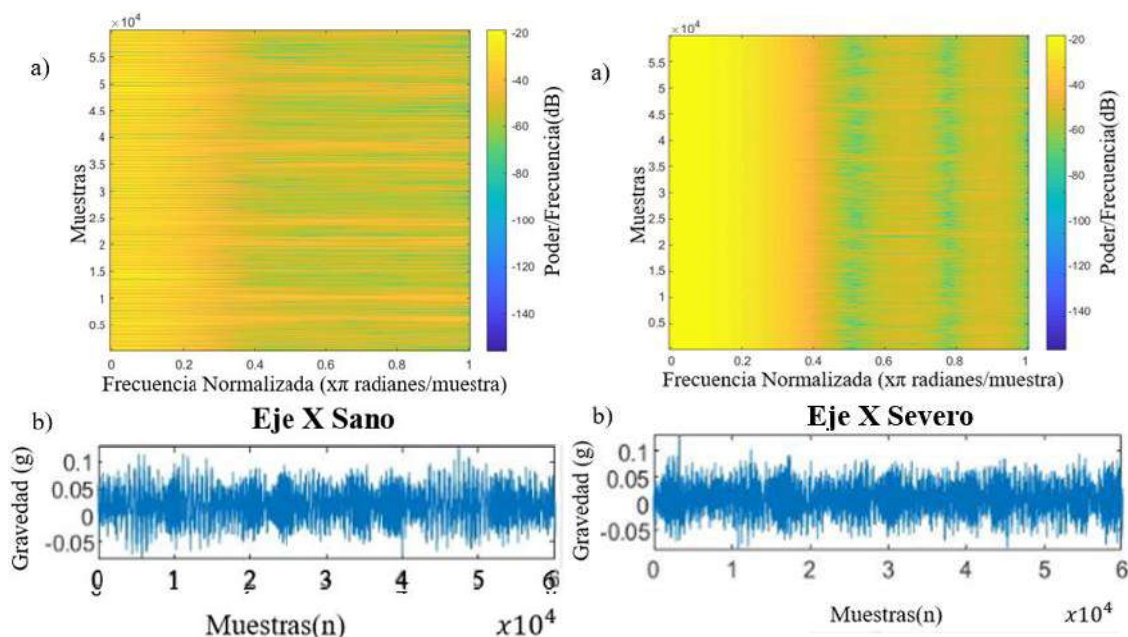 ×10⁴
a)
Muestras
5.5
5
4.5
4
3.5
3
2.5
2
1.5
1
0.5
0
0.2
0.4
0.6
0.8
1
Frecuencia Normalizada (xπ radianes/muestra)
-20
-40
-60
-80
-100
-120
-140
Poder/Frecuencia(dB)
×10⁴
a)
Muestras
5.5
5
4.5
4
3.5
3
2.5
2
1.5
1
0.5
0
0.2
0.4
0.6
0.8
1
Frecuencia Normalizada (xπ radianes/muestra)
-20
-40
-60
-80
-100
-120
-140
Poder/Frecuencia(dB)
b)
Eje X Sano
Gravedad (g)
0.1
0.05
0
-0.05
0 1 2 3 4 5 6
Muestras(n)
x10⁴
b)
Eje X Severo
Gravedad (g)
0.1
0.05
0
-0.05
0 1 2 3 4 5 6
Muestras(n)
x10⁴